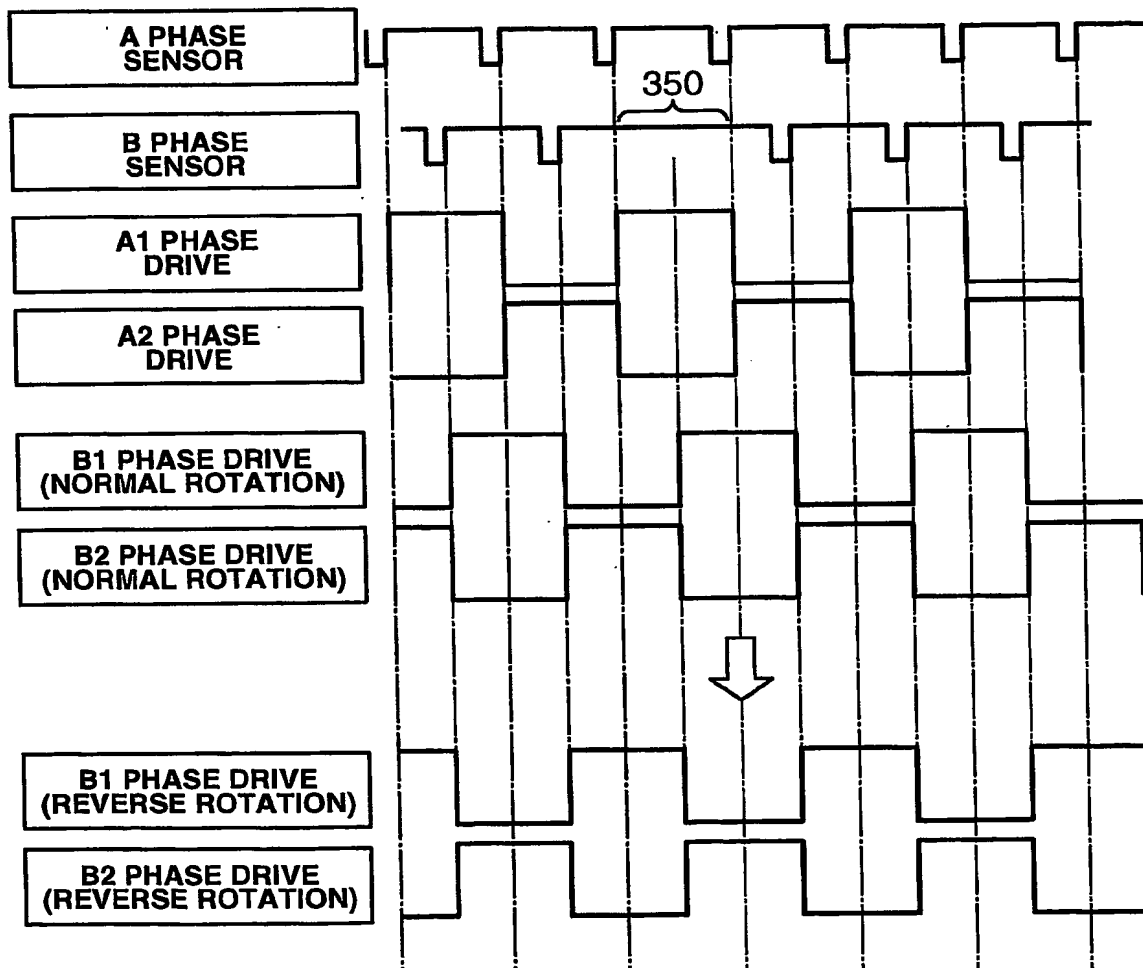 A PHASE
SENSOR
350
B PHASE
SENSOR
A1 PHASE
DRIVE
A2 PHASE
DRIVE
B1 PHASE DRIVE
(NORMAL ROTATION)
B2 PHASE DRIVE
(NORMAL ROTATION)
B1 PHASE DRIVE
(REVERSE ROTATION)
B2 PHASE DRIVE
(REVERSE ROTATION)